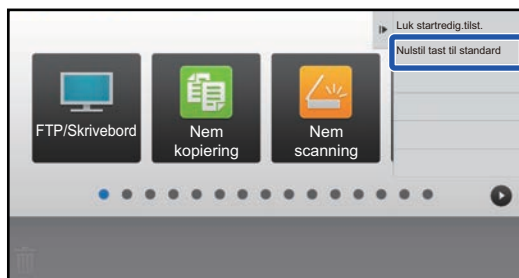 Luk startredig.tilst.
Nulstil tast til standard
FTP/Skrivebord
Nem
kopiering
Nem
scanning